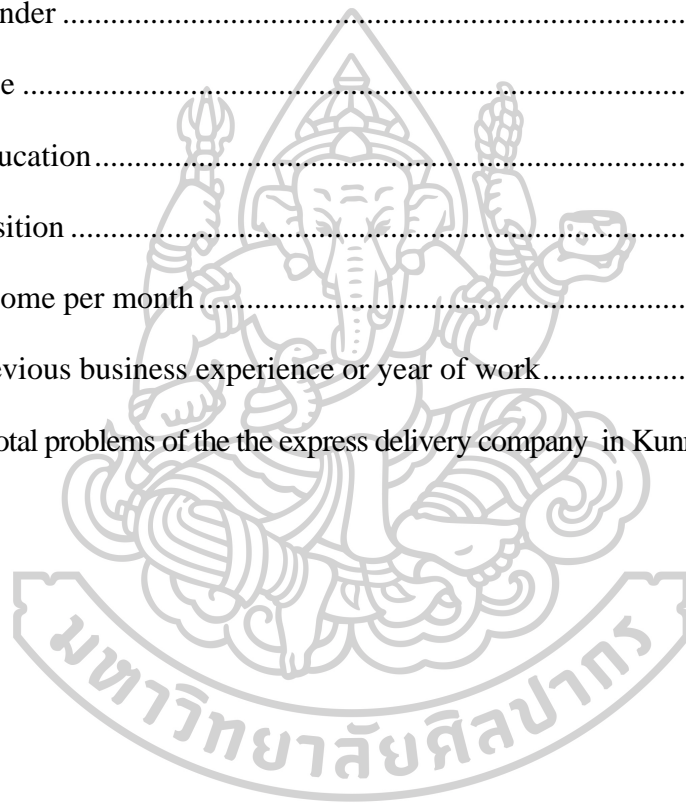 nder ................................................................
e ................................................................
ucation................................................................
sition ................................................................
ome per month................................................................
evious business experience or year of work...................
otal problems of the the express delivery company in Kun
มหาวิทยาลัยศิลปากร